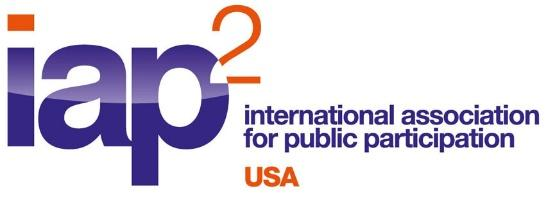 iap2
international association
for public participation
USA